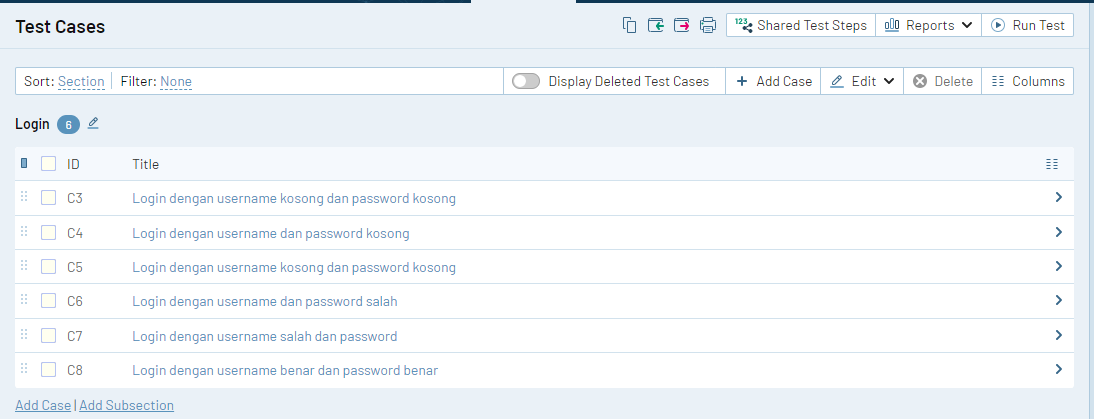 Test Cases
123 Shared Test Steps Reports Run Test
Sort: Section Filter: None Display Deleted Test Cases Add Case Edit Delete Columns
Login 6
ID Title
C3 Login dengan username kosong dan password kosong
C4 Login dengan username dan password kosong
C5 Login dengan username kosong dan password kosong
C6 Login dengan username dan password salah
C7 Login dengan username salah dan password
C8 Login dengan username benar dan password benar
Add Case | Add Subsection